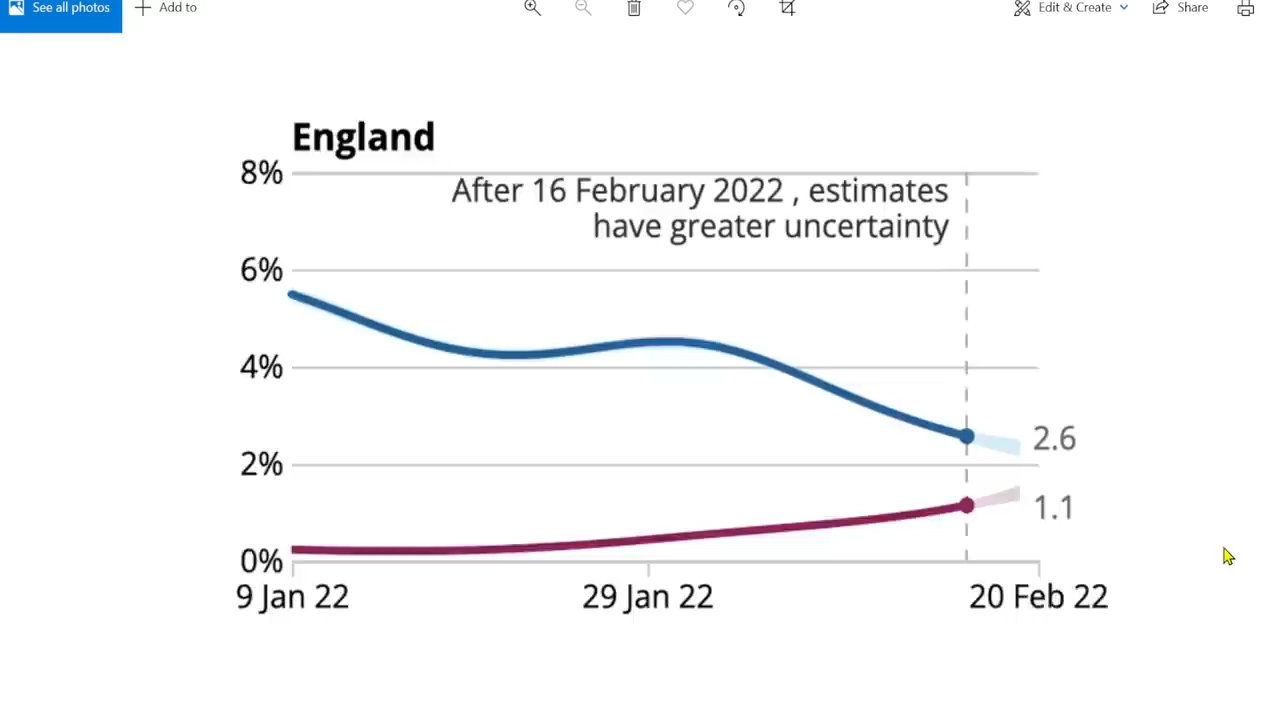 See all photos
Add to
Edit & Create
Share
England
8%
After 16 February 2022 , estimates
have greater uncertainty
6%
4%
2.6
2%
1.1
0%
9 Jan 22
29 Jan 22
20 Feb 22